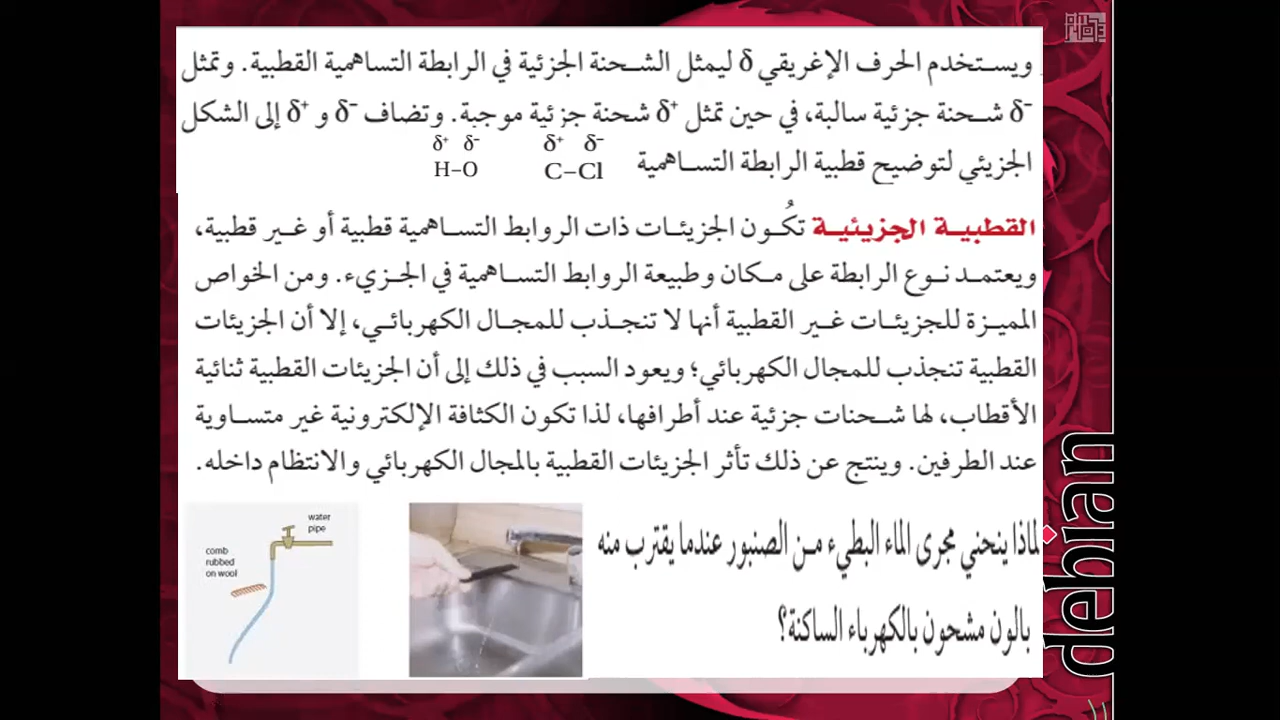 ويستخدم الحرف الإغريقي δ ليمثل الشحنة الجزئية في الرابطة التساهمية القطبية. وتمثل
δ⁻ شحنة جزئية سالبة، في حين تمثل δ⁺ شحنة جزئية موجبة. وتضاف δ⁻ و δ⁺ إلى الشكل
الجزيئي لتوضيح قطبية الرابطة التساهمية
δ⁺ δ⁻
C–Cl
δ⁺ δ⁻
H–O
القطبية الجزيئية تكُون الجزيئات ذات الروابط التساهمية قطبية أو غير قطبية،
ويعتمد نوع الرابطة على مكان وطبيعة الروابط التساهمية في الجزيء. ومن الخواص
المميزة للجزيئات غير القطبية أنها لا تنجذب للمجال الكهربائي، إلا أن الجزيئات
القطبية تنجذب للمجال الكهربائي؛ ويعود السبب في ذلك إلى أن الجزيئات القطبية ثنائية
الأقطاب، لها شحنات جزئية عند أطرافها، لذا تكون الكثافة الإلكترونية غير متساوية
عند الطرفين. وينتج عن ذلك تأثر الجزيئات القطبية بالمجال الكهربائي والانتظام داخله.
لماذا ينحني مجرى الماء البطيء من الصنبور عندما يقترب منه
بالون مشحون بالكهرباء الساكنة؟
water
pipe
comb
rubbed
on wool
debian